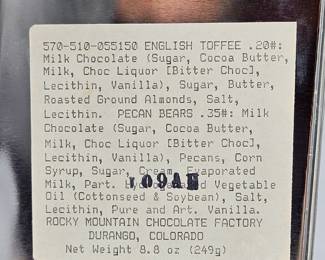 570-510-055150 ENGLISH TOFFEE .20#:
Milk Chocolate (Sugar, Cocoa Butter,
Milk, Choc Liquor [Bitter Choc],
Lecithin, Vanilla), Sugar, Butter,
Roasted Ground Almonds, Salt,
Lecithin. PECAN BEARS .35#: Milk
Chocolate (Sugar, Cocoa Butter,
Milk, Choc Liquor [Bitter Choc],
Lecithin, Vanilla), Pecans, Corn
Syrup, Sugar, Cream, Evaporated
Milk, Part. Vegetable
Oil (Cottonseed & Soybean), Salt,
Lecithin, Pure and Art. Vanilla.
ROCKY MOUNTAIN CHOCOLATE FACTORY
DURANGO, COLORADO
Net Weight 8.8 oz (249g)